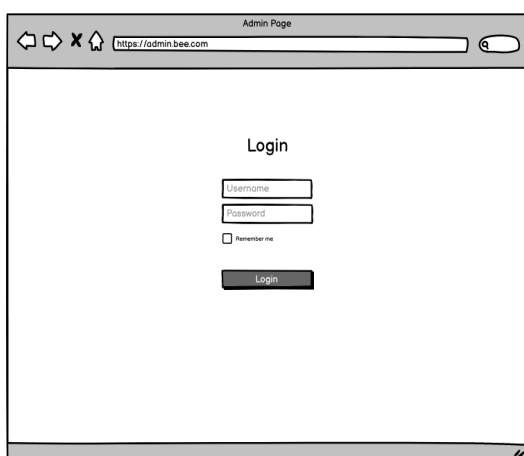 Admin Page
https://admin.bee.com
Login
Username
Password
Remember me
Login